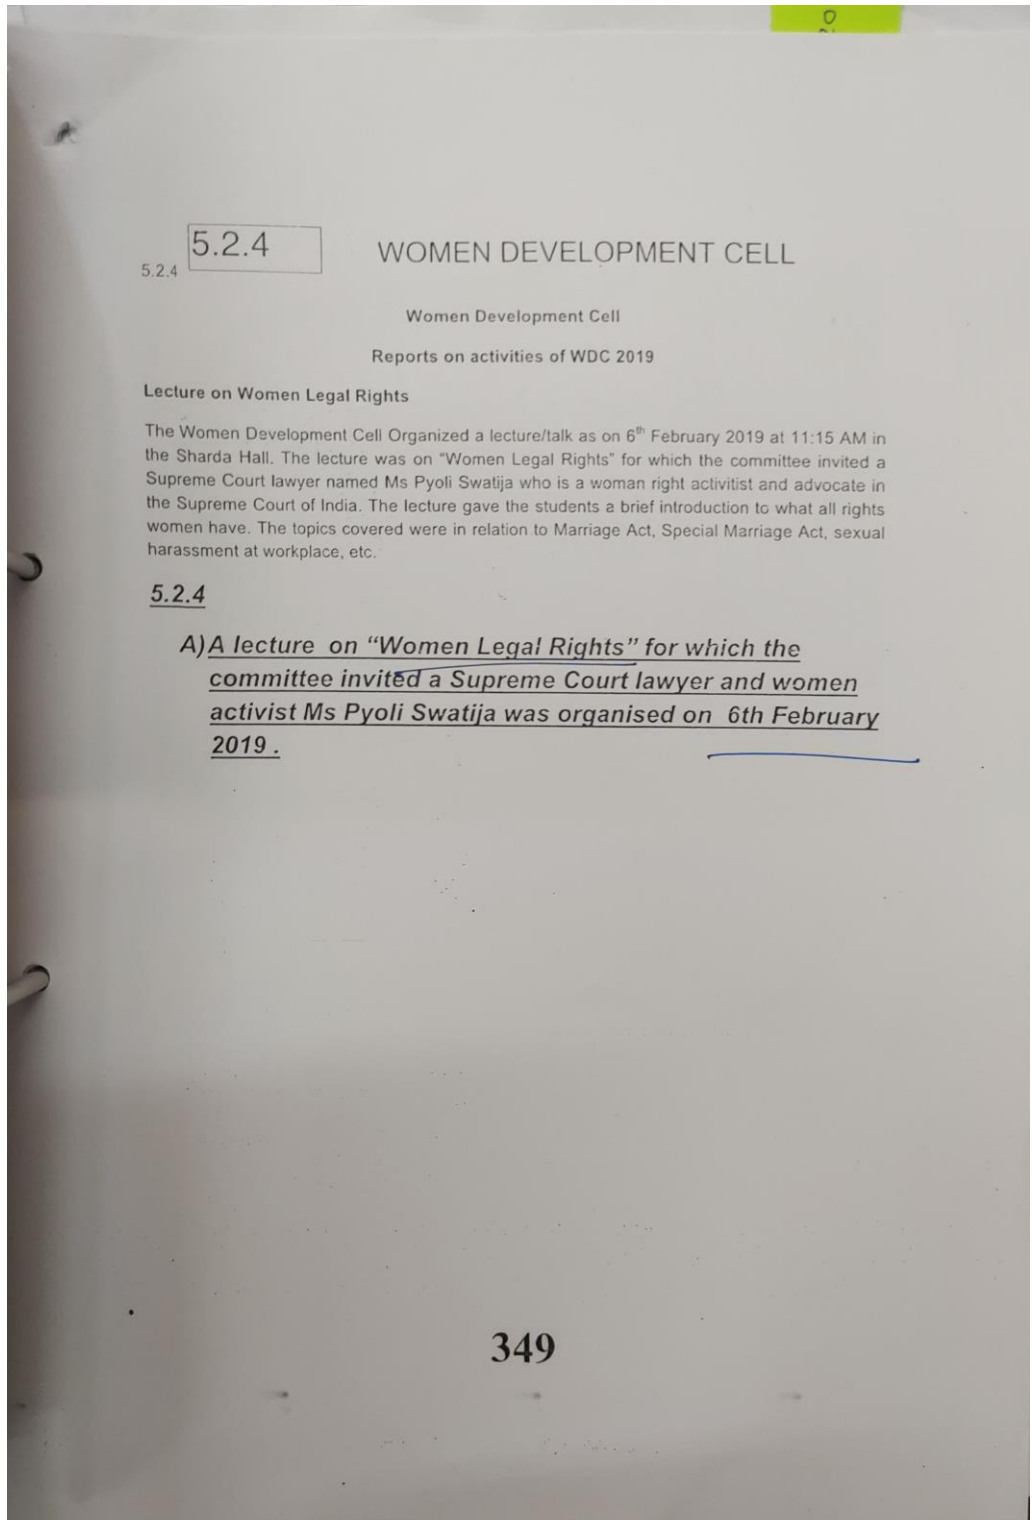 0
5.2.4
5.2.4 WOMEN DEVELOPMENT CELL
Women Development Cell
Reports on activities of WDC 2019
Lecture on Women Legal Rights
The Women Development Cell Organized a lecture/talk as on 6th February 2019 at 11:15 AM in
the Sharda Hall. The lecture was on "Women Legal Rights" for which the committee invited a
Supreme Court lawyer named Ms Pyoli Swatija who is a woman right activitist and advocate in
the Supreme Court of India. The lecture gave the students a brief introduction to what all rights
women have. The topics covered were in relation to Marriage Act, Special Marriage Act, sexual
harassment at workplace, etc.
5.2.4
A) A lecture on “Women Legal Rights” for which the
committee invited a Supreme Court lawyer and women
activist Ms Pyoli Swatija was organised on 6th February
2019 .
349